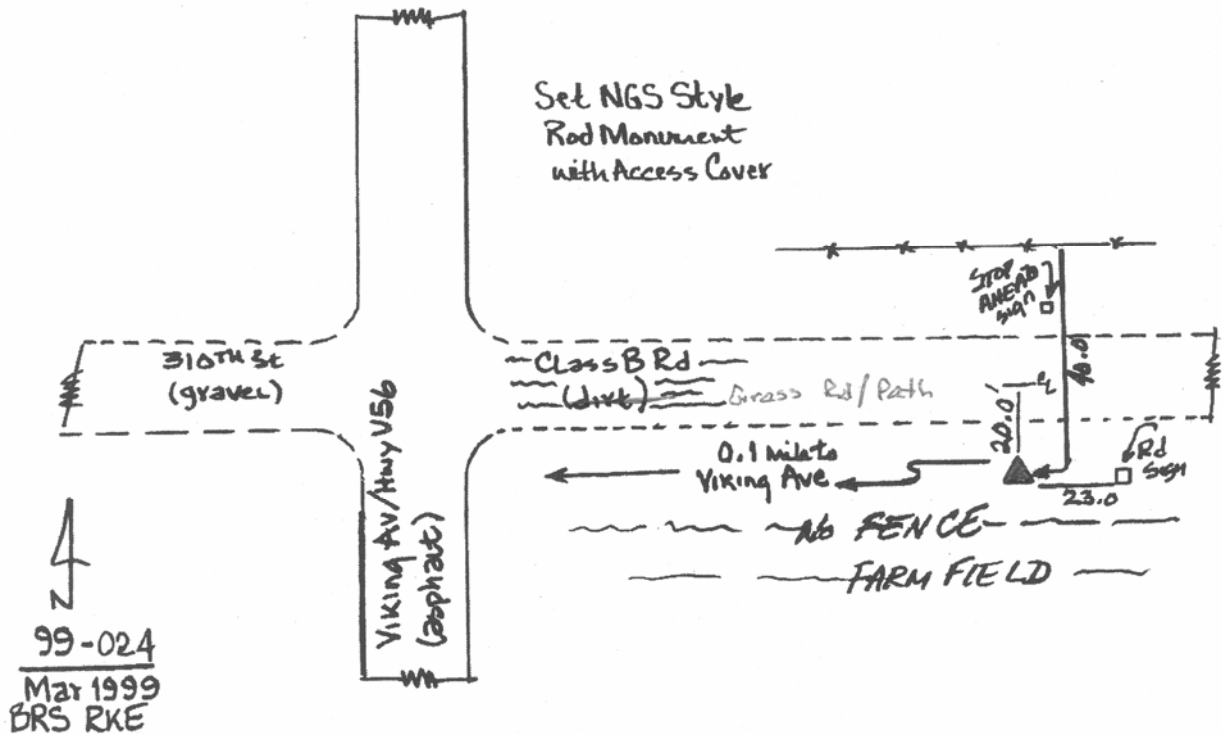 Set NGS Style
Rod Monument
with Access Cover
STOP
AHEAD
sign
310TH St
(gravel)
Class B Rd
(dirt)
Grass Rd/Path
40.0
20.0
Viking Av/Hwy V56
(asphalt)
0.1 mile to
Viking Ave
Rd
Sign
23.0
No FENCE
FARM FIELD
N
99-024
Mar 1999
BRS RKE